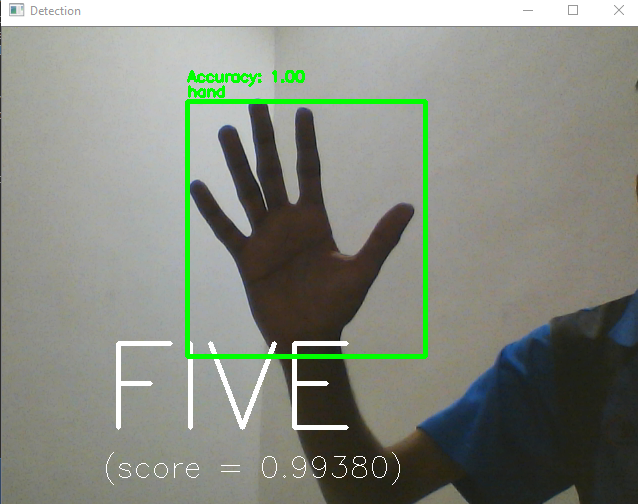 Detection
Accuracy: 1.00
hand
FIVE
(score = 0.99380)